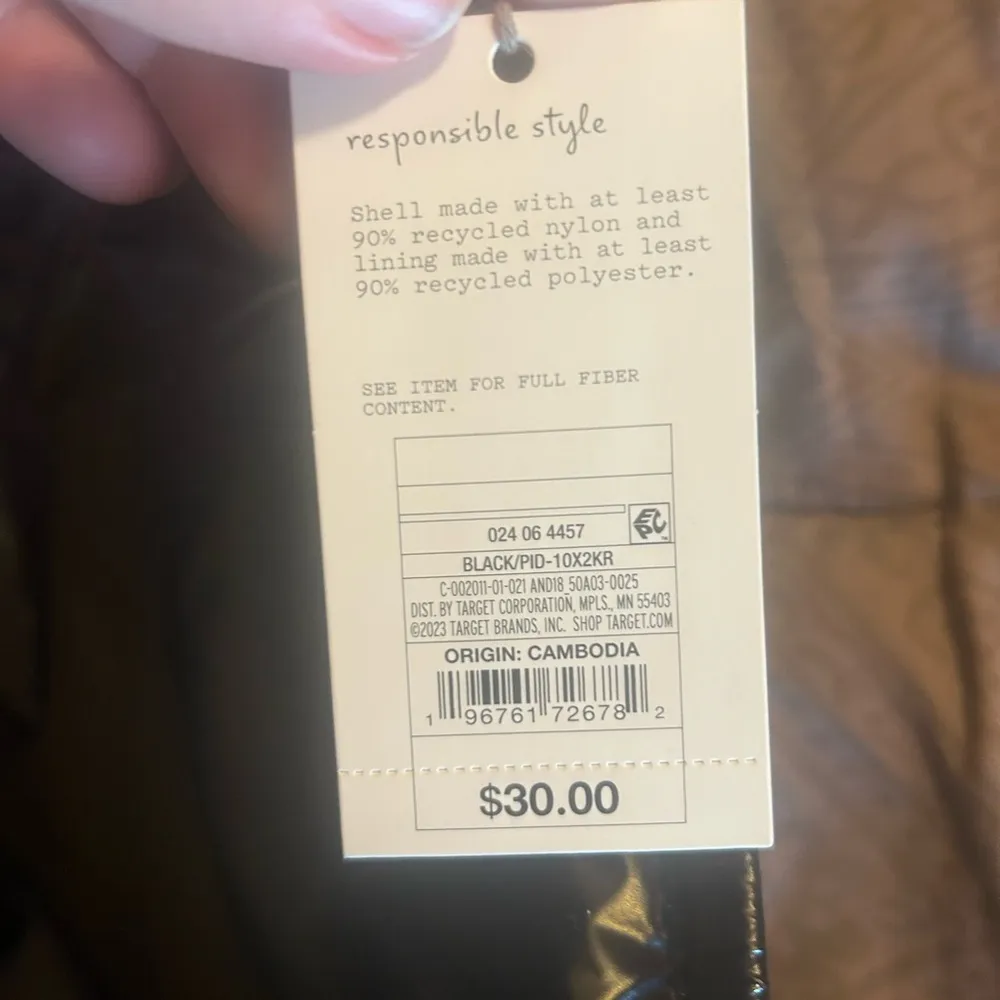 responsible style
Shell made with at least
90% recycled nylon and
lining made with at least
90% recycled polyester.
SEE ITEM FOR FULL FIBER
CONTENT.
EPC
024 06 4457
BLACK/PID-10X2KR
C-002011-01-021 AND18 50A03-0025
DIST. BY TARGET CORPORATION, MPLS., MN 55403
©2023 TARGET BRANDS, INC. SHOP TARGET.COM
ORIGIN: CAMBODIA
1 96761 72678 2
$30.00